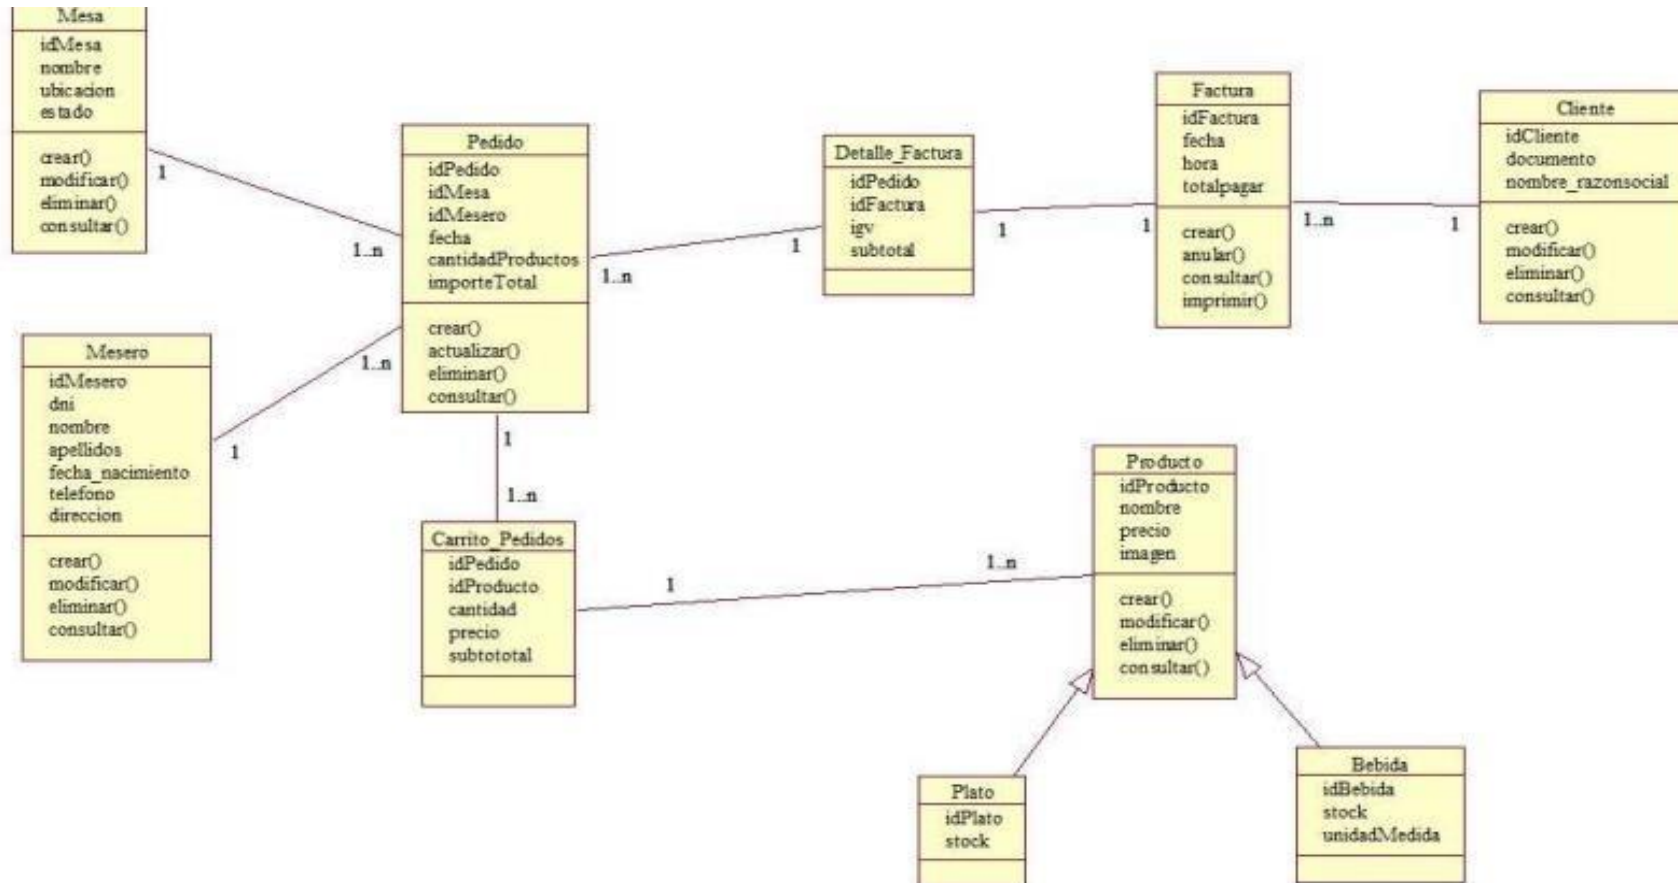 Mesa
idMesa
nombre
ubicacion
estado
crear()
modificar()
eliminar()
consultar()
1
1..n
Pedido
idPedido
idMesa
idMesero
fecha
cantidadProductos
importeTotal
crear()
actualizar()
eliminar()
consultar()
1..n
1
Detalle_Factura
idPedido
idFactura
igv
subtotal
1
1
Factura
idFactura
fecha
hora
totalpagar
crear()
anular()
consultar()
imprimir()
1..n
1
Cliente
idCliente
documento
nombre_razonsocial
crear()
modificar()
eliminar()
consultar()
Mesero
idMesero
dni
nombre
apellidos
fecha_nacimiento
telefono
direccion
crear()
modificar()
eliminar()
consultar()
1
1..n
1
1..n
Carrito_Pedidos
idPedido
idProducto
cantidad
precio
subtototal
1
1..n
Producto
idProducto
nombre
precio
imagen
crear()
modificar()
eliminar()
consultar()
Plato
idPlato
stock
Bebida
idBebida
stock
unidadMedida